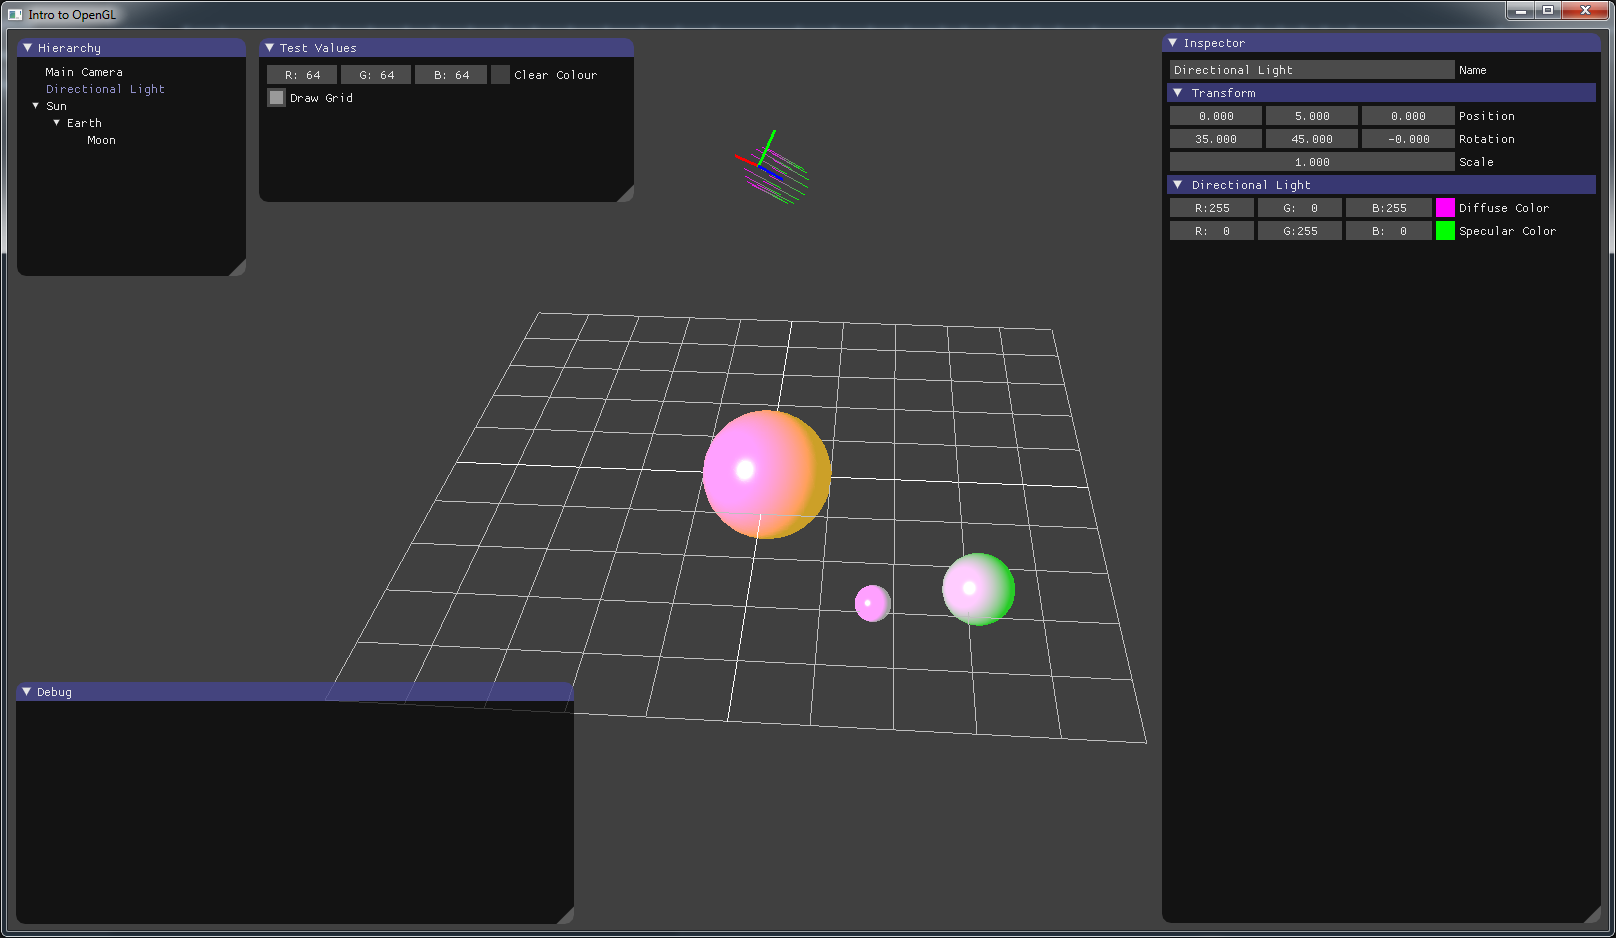 Intro to OpenGL
Hierarchy
Main Camera
Directional Light
Sun
Earth
Moon
Test Values
R: 64 G: 64 B: 64 Clear Colour
Draw Grid
Inspector
Directional Light Name
Transform
0.000 5.000 0.000 Position
35.000 45.000 -0.000 Rotation
1.000 Scale
Directional Light
R:255 G: 0 B:255 Diffuse Color
R: 0 G:255 B: 0 Specular Color
Debug